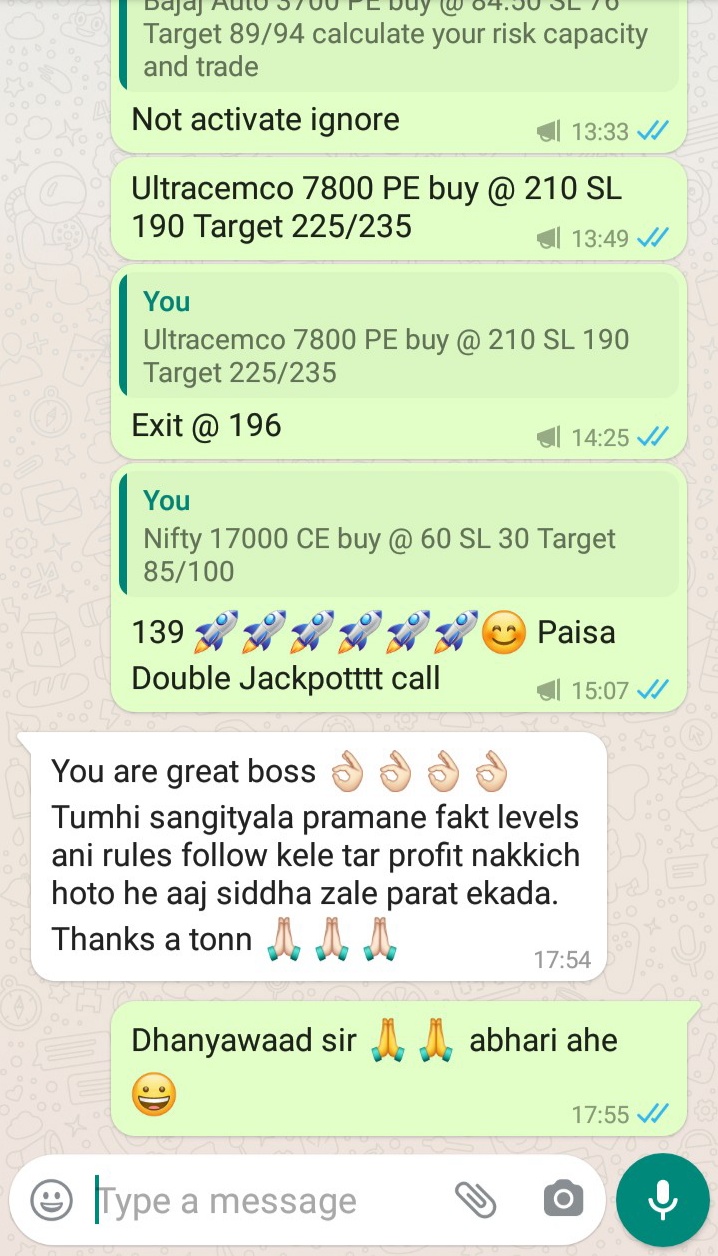 Bajaj Auto 3700 PE buy @ 84.50 SL 76
Target 89/94 calculate your risk capacity
and trade
Not activate ignore
13:33
Ultracemco 7800 PE buy @ 210 SL
190 Target 225/235
13:49
You
Ultracemco 7800 PE buy @ 210 SL 190
Target 225/235
Exit @ 196
14:25
You
Nifty 17000 CE buy @ 60 SL 30 Target
85/100
139 🚀🚀🚀🚀🚀🚀😊 Paisa
Double Jackpotttt call
15:07
You are great boss 👌🏻👌🏻👌🏻👌🏻
Tumhi sangityala pramane fakt levels
ani rules follow kele tar profit nakkich
hoto he aaj siddha zale parat ekada.
Thanks a tonn 🙏🏻🙏🏻🙏🏻
17:54
Dhanyawaad sir 🙏🙏 abhari ahe
😀
17:55
Type a message